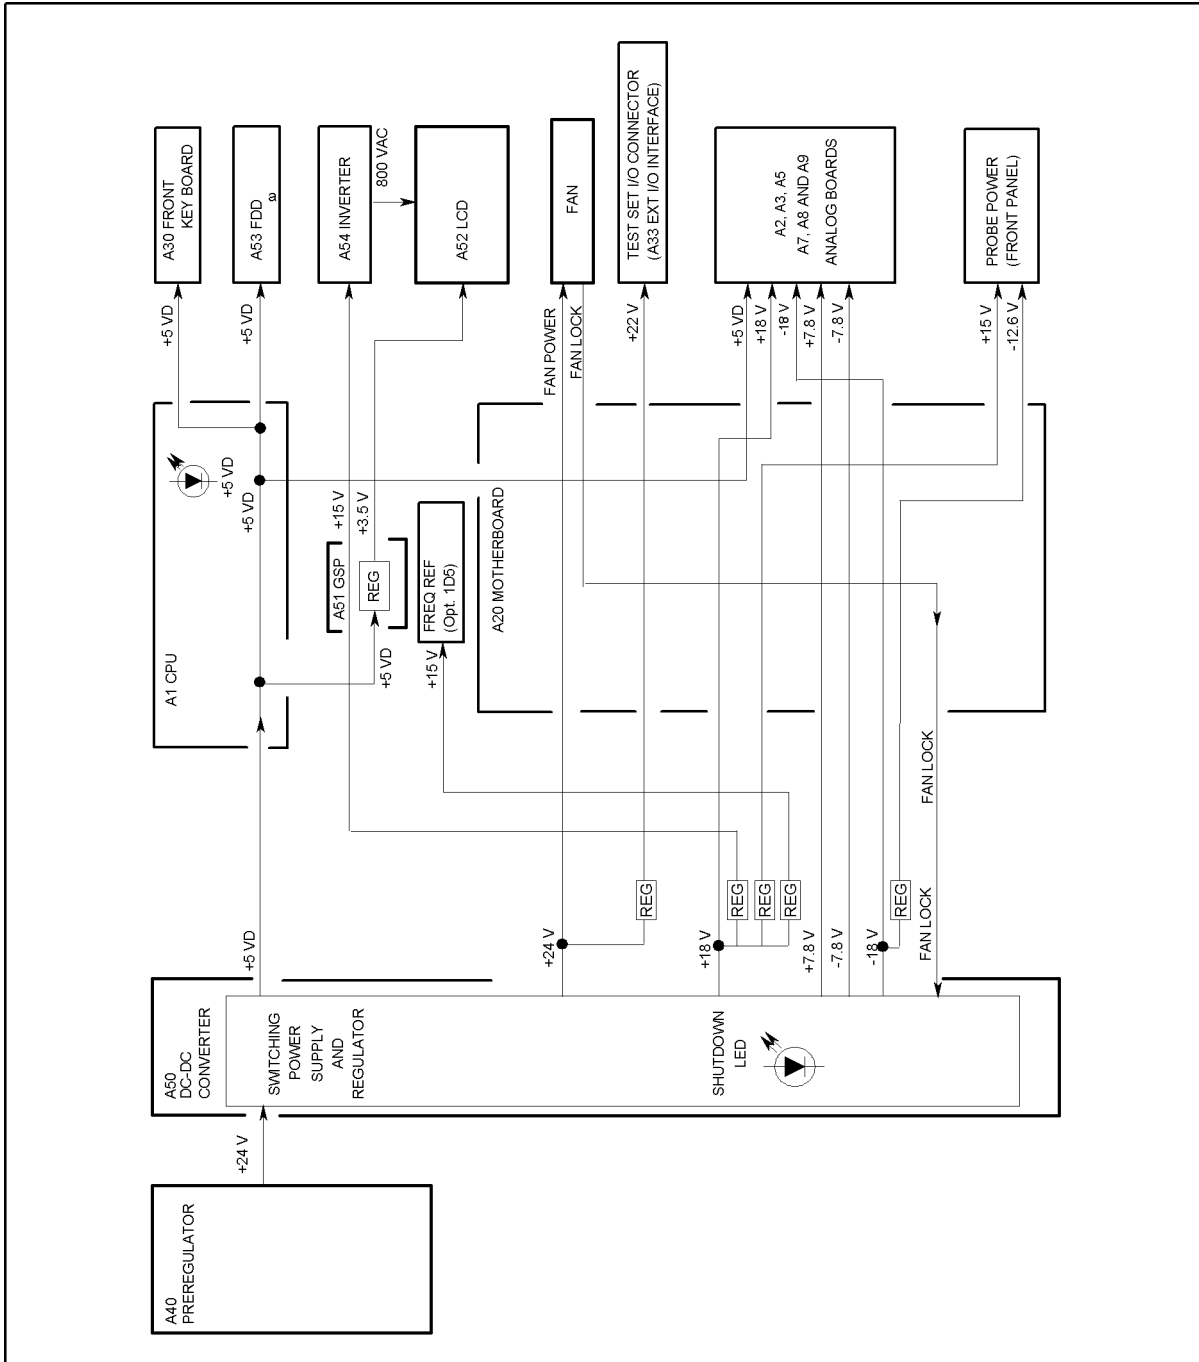 A30 FRONT
KEY BOARD
A53 FDD a
A54 INVERTER
800 VAC
A52 LCD
FAN
TEST SET I/O CONNECTOR
(A33 EXT I/O INTERFACE)
A2, A3, A5
A7, A8 AND A9
ANALOG BOARDS
PROBE POWER
(FRONT PANEL)
+5 VD
+5 VD
FAN POWER
FAN LOCK
+22 V
+5 VD
+18 V
-18 V
+7.8 V
-7.8 V
+15 V
-12.6 V
A1 CPU
+5 VD
+5 VD
+15 V
+3.5 V
A51 GSP
REG
+5 VD
FREQ REF
(Opt. 1D5)
+15 V
A20 MOTHERBOARD
FAN LOCK
REG
REG
REG
REG
REG
+5 VD
+24 V
+18 V
+7.8 V
-7.8 V
-18 V
FAN LOCK
A50
DC-DC
CONVERTER
SWITCHING
POWER
SUPPLY
AND
REGULATOR
SHUTDOWN
LED
+24 V
A40
PREREGULATOR